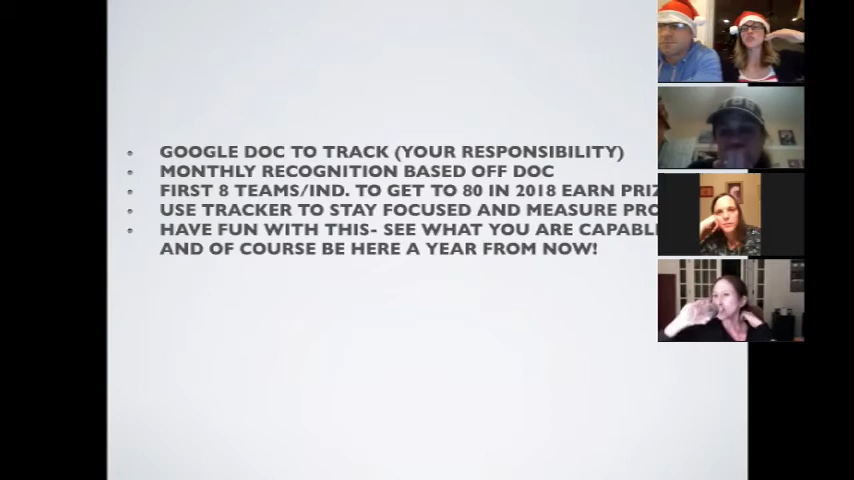 GOOGLE DOC TO TRACK (YOUR RESPONSIBILITY)
MONTHLY RECOGNITION BASED OFF DOC
FIRST 8 TEAMS/IND. TO GET TO 80 IN 2018 EARN
USE TRACKER TO STAY FOCUSED AND MEASURE
HAVE FUN WITH THIS- SEE WHAT YOU ARE
AND OF COURSE BE HERE A YEAR FROM NOW!